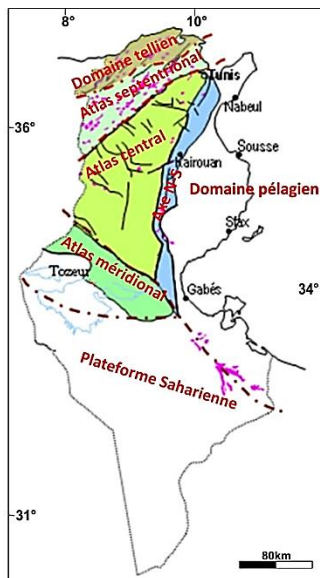 8°
10°
Domaine tellien
Tunis
Atlas septentrional
Nabeul
36°
Atlas central
Sousse
Kairouan
Axe N-S
Domaine pélagien
Sfax
Atlas méridional
Tozeur
Gabés
34°
Plateforme Saharienne
31°
80km